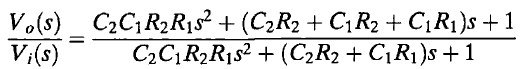 V_o(s)/V_i(s) = (C_2C_1R_2R_1s^2 + (C_2R_2 + C_1R_2 + C_1R_1)s + 1)/(C_2C_1R_2R_1s^2 + (C_2R_2 + C_1R_1)s + 1)